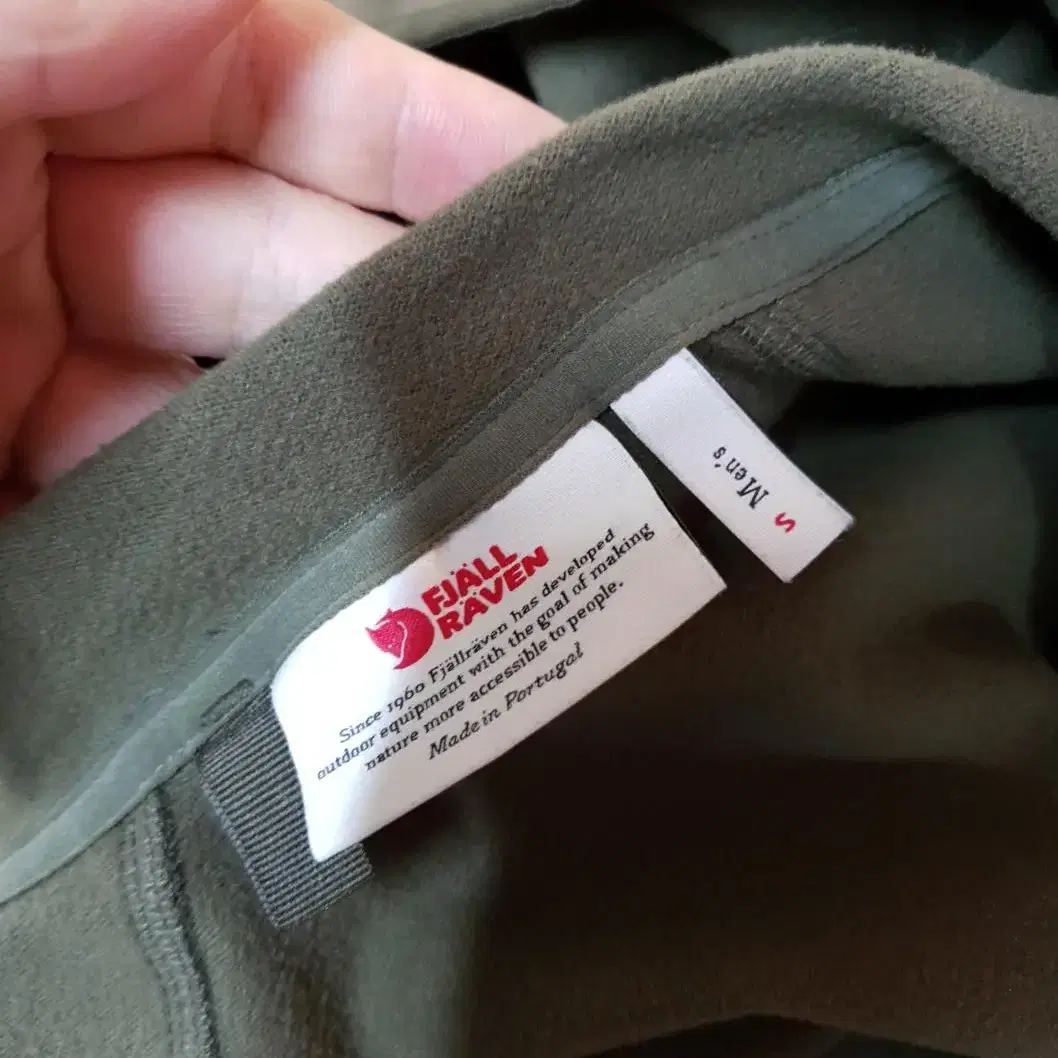 FJÄLL
RÄVEN
Since 1960 Fjällräven has developed
outdoor equipment with the goal of making
nature more accessible to people.
Made in Portugal
Men's
S